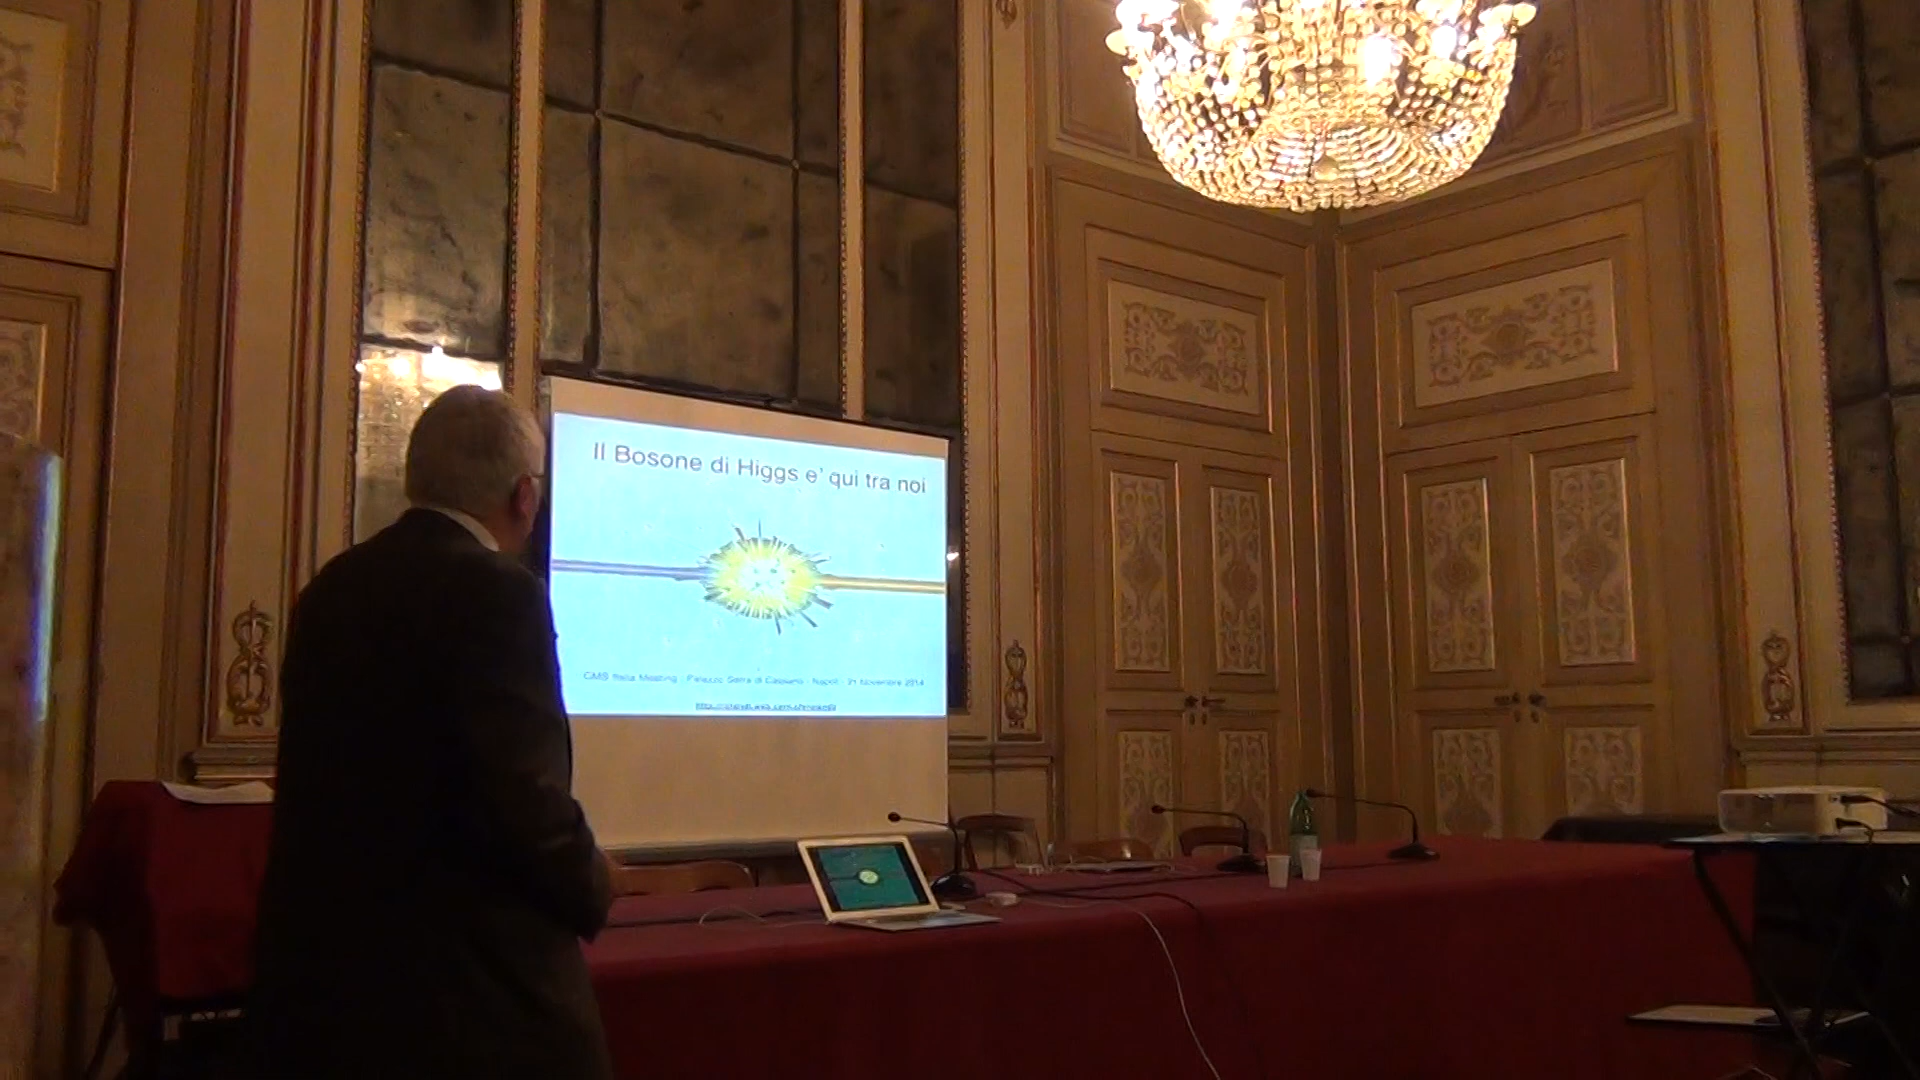 Il Bosone di Higgs e' qui tra noi
CMS Italia Meeting - Palazzo Serra di Cassano - Napoli - 21 Novembre 2014